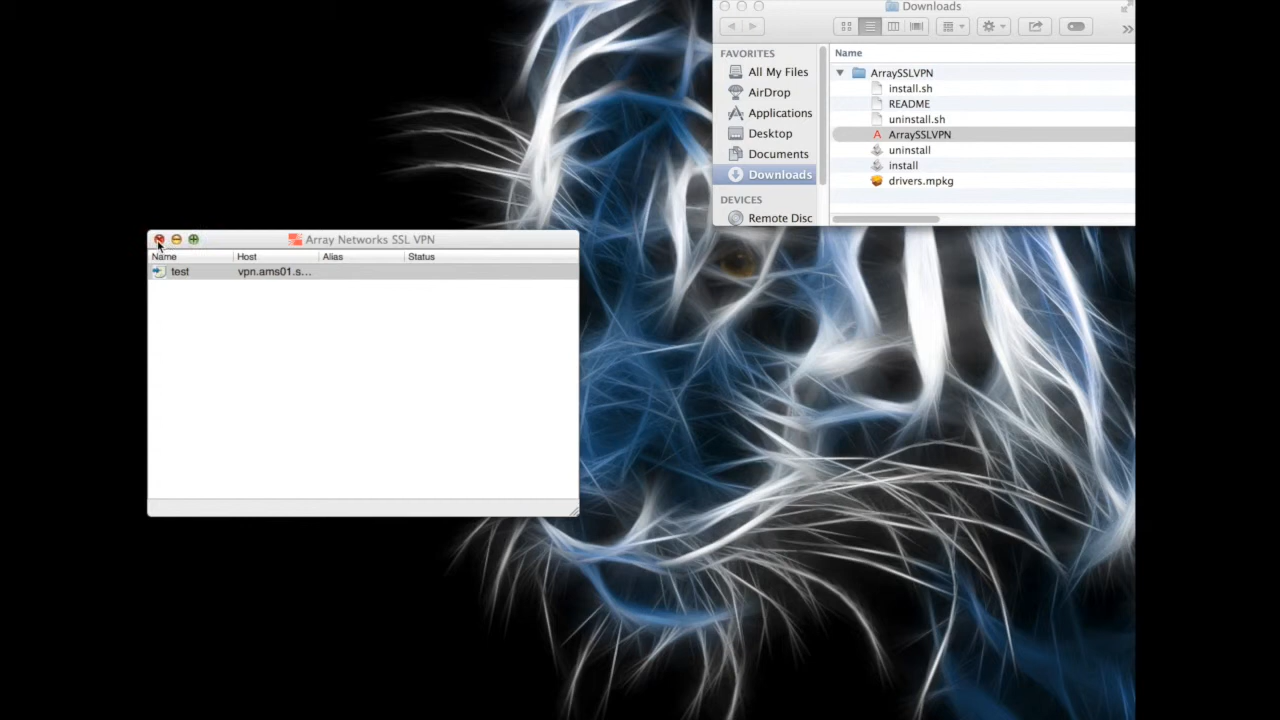 Downloads
FAVORITES
All My Files
AirDrop
Applications
Desktop
Documents
Downloads
DEVICES
Remote Disc
Name
ArraySSLVPN
install.sh
README
uninstall.sh
ArraySSLVPN
uninstall
install
drivers.mpkg
Array Networks SSL VPN
Name Host Alias Status
test vpn.ams01.s...